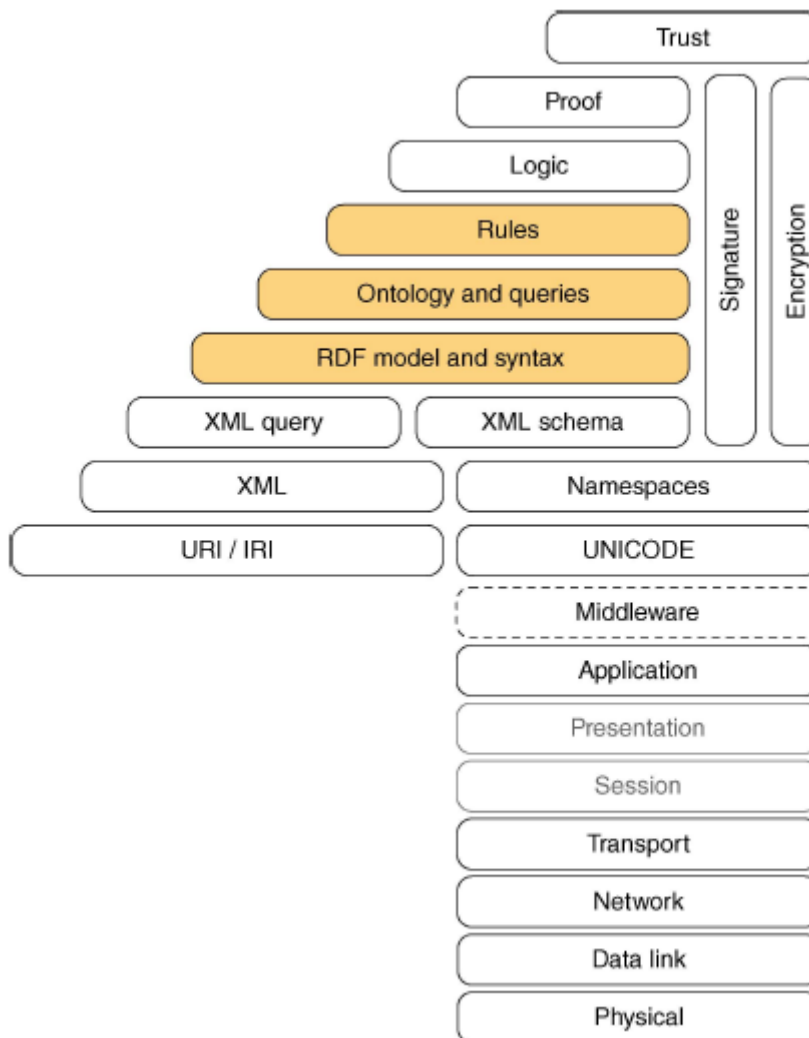 Trust
Proof
Logic
Rules
Ontology and queries
RDF model and syntax
Signature
Encryption
XML query
XML schema
XML
Namespaces
URI / IRI
UNICODE
Middleware
Application
Presentation
Session
Transport
Network
Data link
Physical